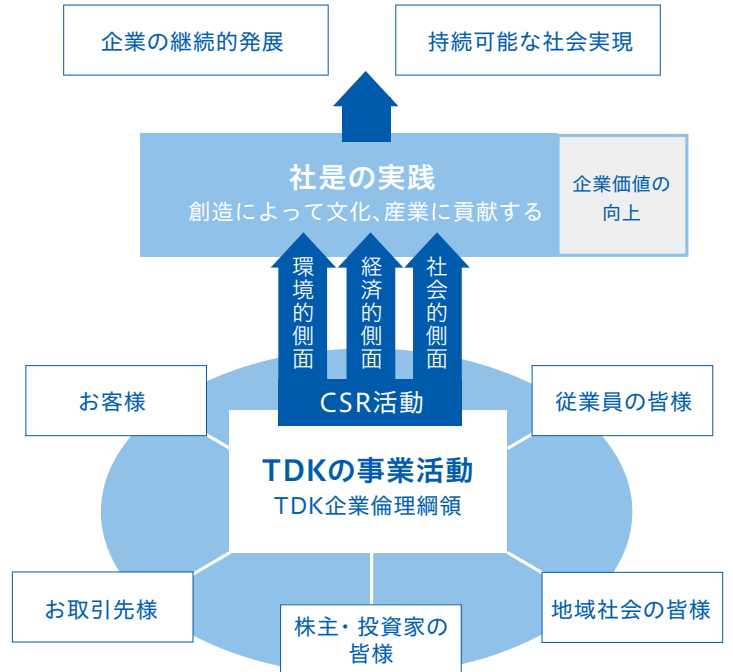 企業の継続的発展
持続可能な社会実現
社是の実践
創造によって文化、産業に貢献する
企業価値の
向上
環境的側面
経済的側面
社会的側面
CSR活動
お客様
従業員の皆様
TDKの事業活動
TDK企業倫理綱領
お取引先様
株主・投資家の
皆様
地域社会の皆様